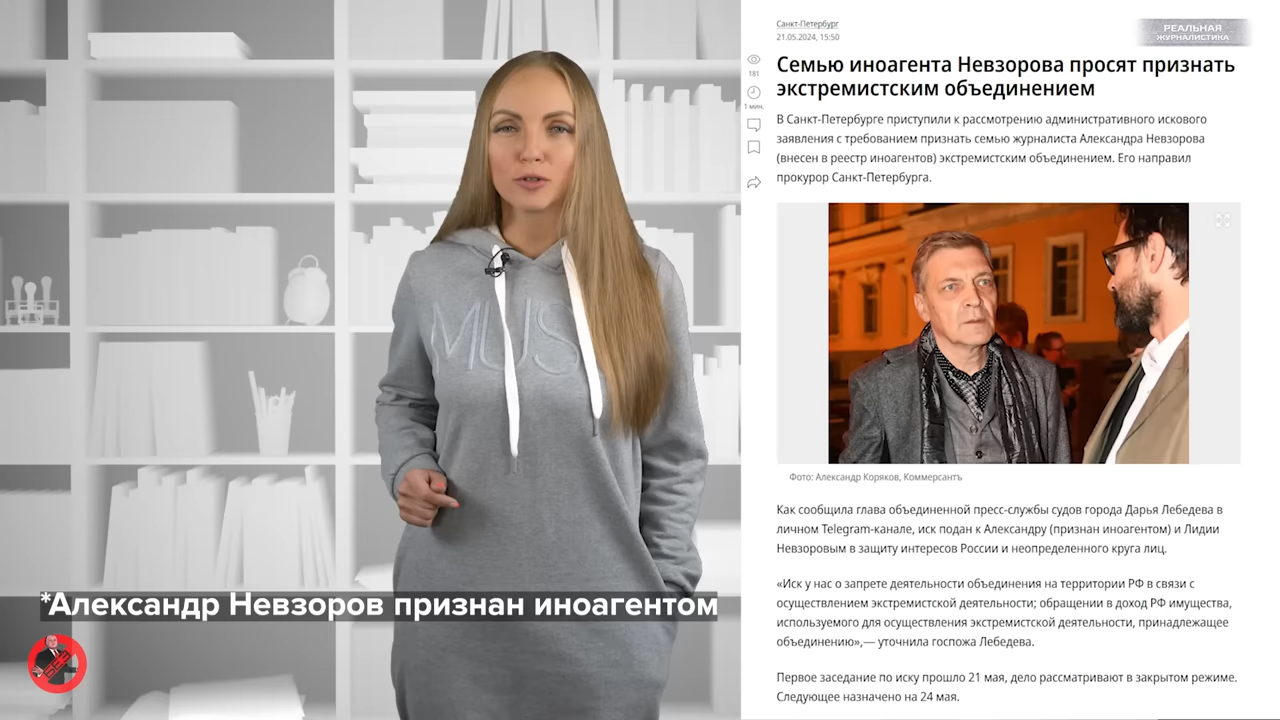 Санкт-Петербург
21.05.2024, 15:50
РЕАЛЬНАЯ
ЖУРНАЛИСТИКА
Семью иноагента Невзорова просят признать
экстремистским объединением
181
1 мин.
В Санкт-Петербурге приступили к рассмотрению административного искового
заявления с требованием признать семью журналиста Александра Невзорова
(внесен в реестр иноагентов) экстремистским объединением. Его направил
прокурор Санкт-Петербурга.
Фото: Александр Коряков, Коммерсантъ
Как сообщила глава объединенной пресс-службы судов города Дарья Лебедева в
личном Telegram-канале, иск подан к Александру (признан иноагентом) и Лидии
Невзоровым в защиту интересов России и неопределенного круга лиц.
«Иск у нас о запрете деятельности объединения на территории РФ в связи с
осуществлением экстремистской деятельности; обращении в доход РФ имущества,
используемого для осуществления экстремистской деятельности, принадлежащее
объединению»,— уточнила госпожа Лебедева.
Первое заседание по иску прошло 21 мая, дело рассматривают в закрытом режиме.
Следующее назначено на 24 мая.
MUS
*Александр Невзоров признан иноагентом